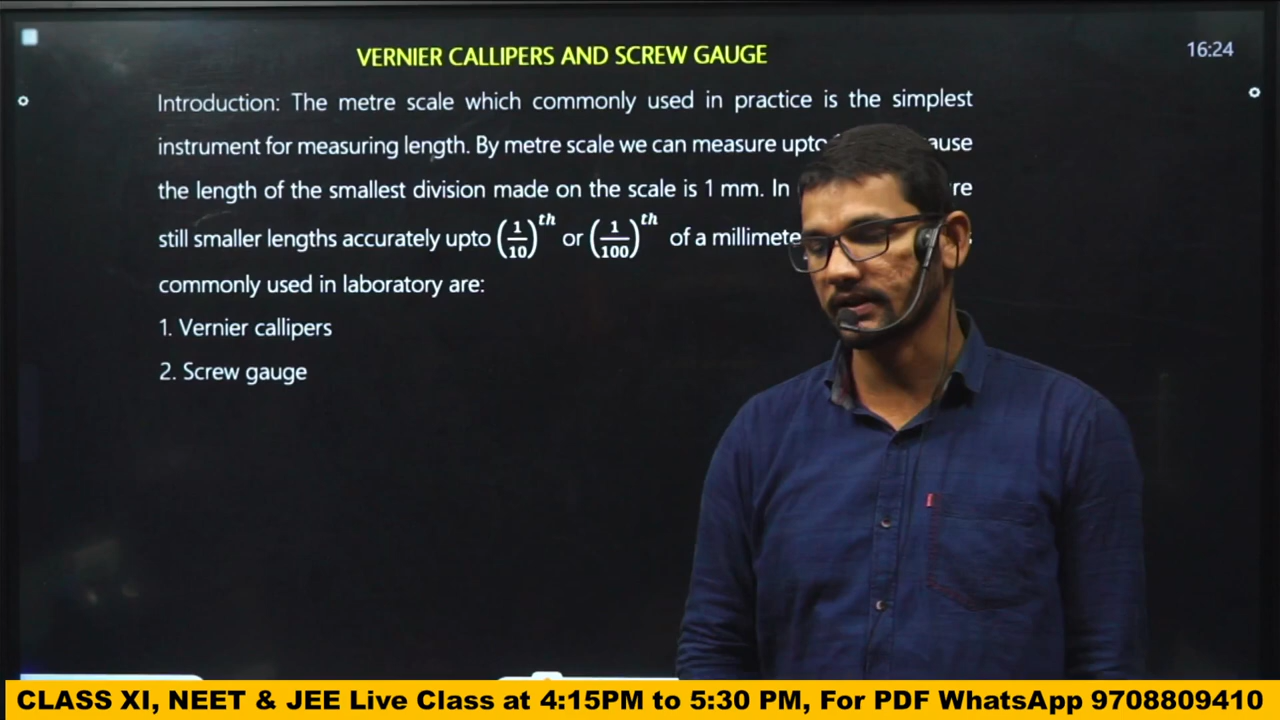 VERNIER CALLIPERS AND SCREW GAUGE
16:24
Introduction: The metre scale which commonly used in practice is the simplest
instrument for measuring length. By metre scale we can measure upto
the length of the smallest division made on the scale is 1 mm. In
still smaller lengths accurately upto (1/10)^th or (1/100)^th of a
commonly used in laboratory are:
1. Vernier callipers
2. Screw gauge
CLASS XI, NEET & JEE Live Class at 4:15PM to 5:30 PM, For PDF WhatsApp 9708809410